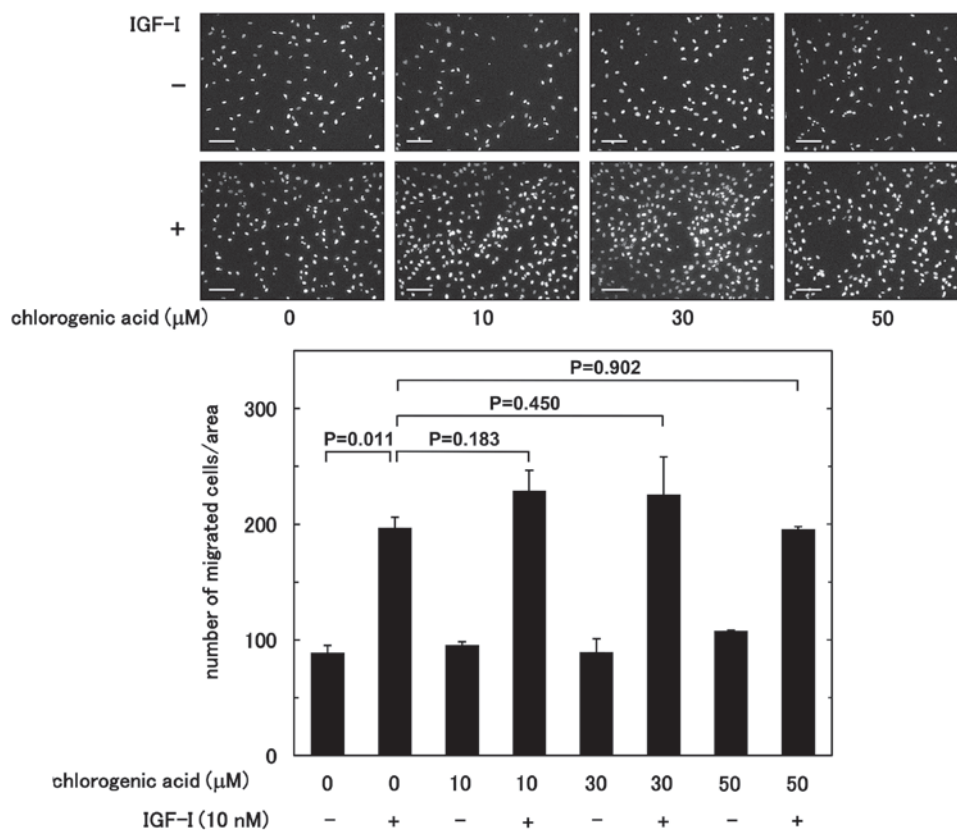 IGF-I
−
+
chlorogenic acid (μM) 0 10 30 50
P=0.902
P=0.450
P=0.011 P=0.183
number of migrated cells/area
300
200
100
0
chlorogenic acid (μM) 0 0 10 10 30 30 50 50
IGF-I (10 nM) − + − + − + − +